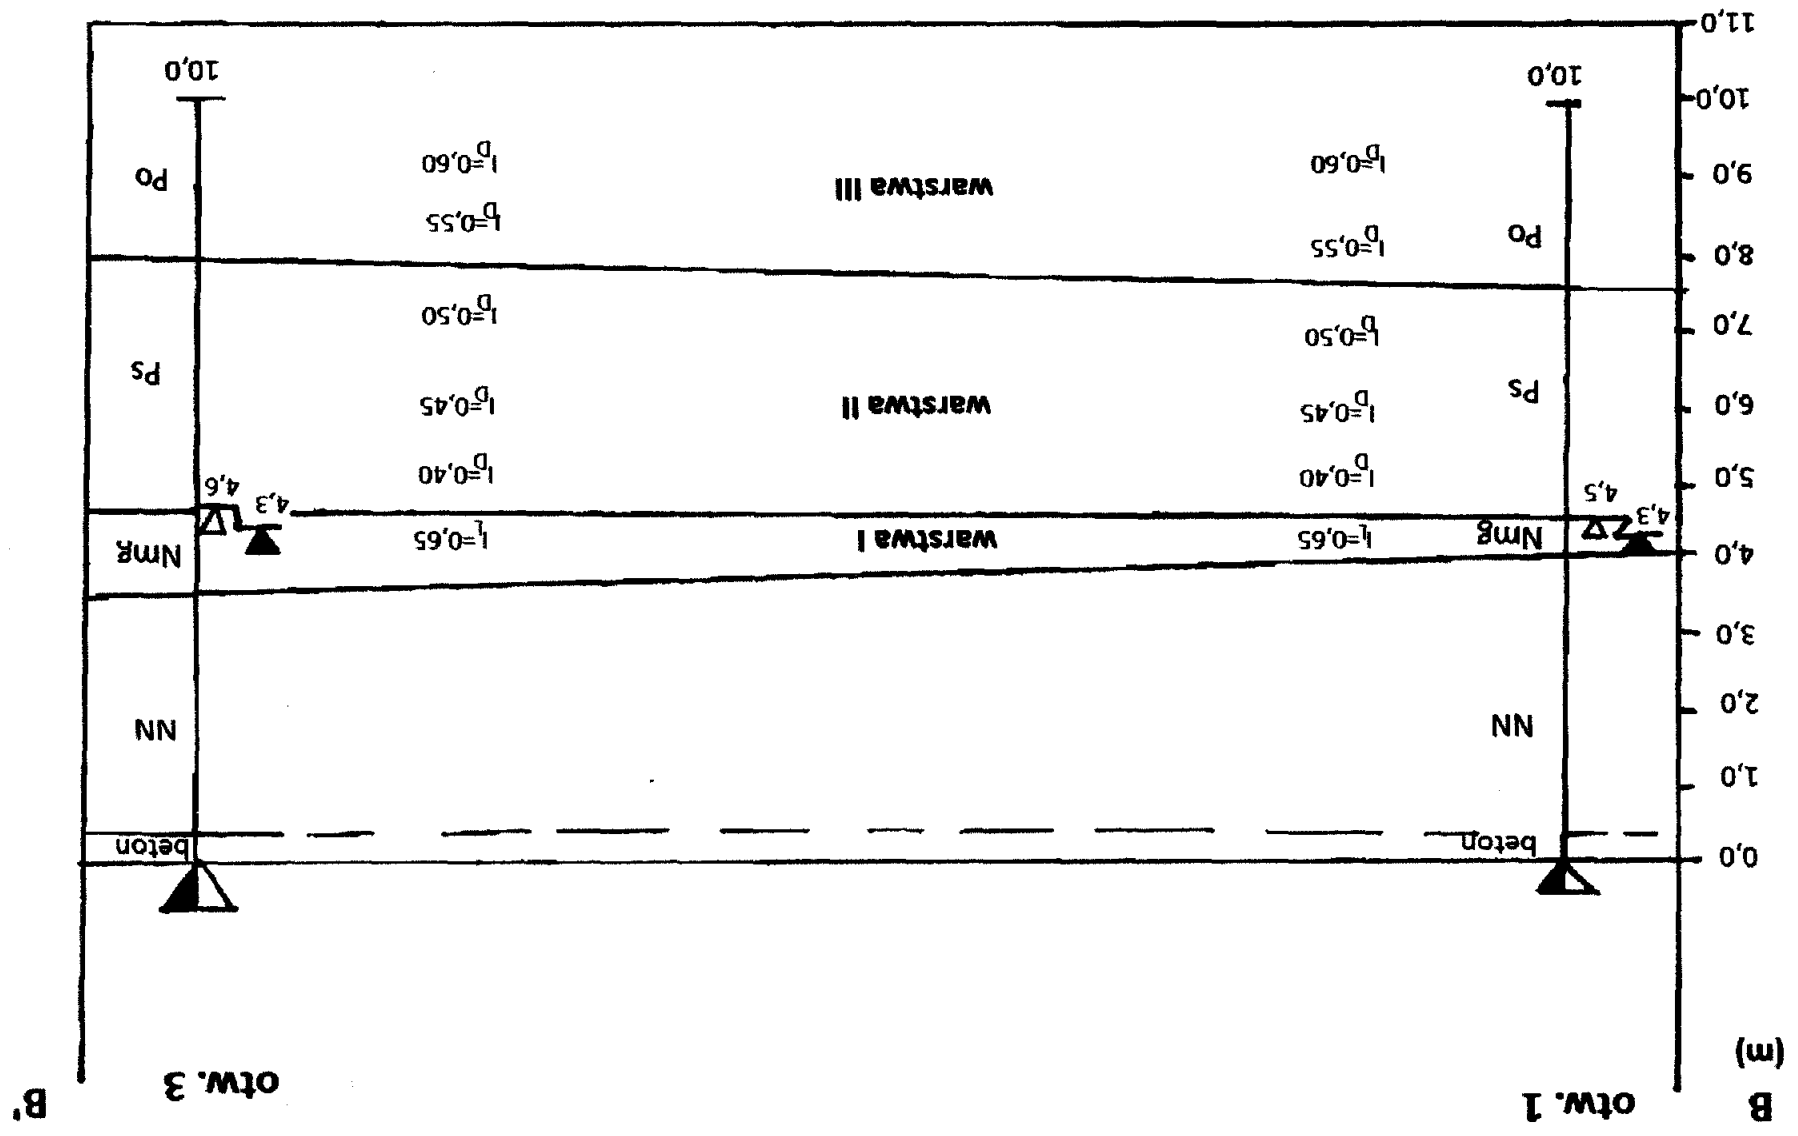 B
B'
(m)
otw. 1
otw. 3
0,0
beton
beton
1,0
2,0
NN
NN
3,0
4,0
4,3
4,5
Nmg
I_L=0,65
warstwa I
I_L=0,65
4,3
4,6
Nmg
5,0
I_D=0,40
I_D=0,40
6,0
Ps
I_D=0,45
warstwa II
I_D=0,45
Ps
7,0
I_D=0,50
I_D=0,50
8,0
Po
I_D=0,55
I_D=0,55
9,0
I_D=0,60
warstwa III
I_D=0,60
Po
10,0
10,0
10,0
11,0